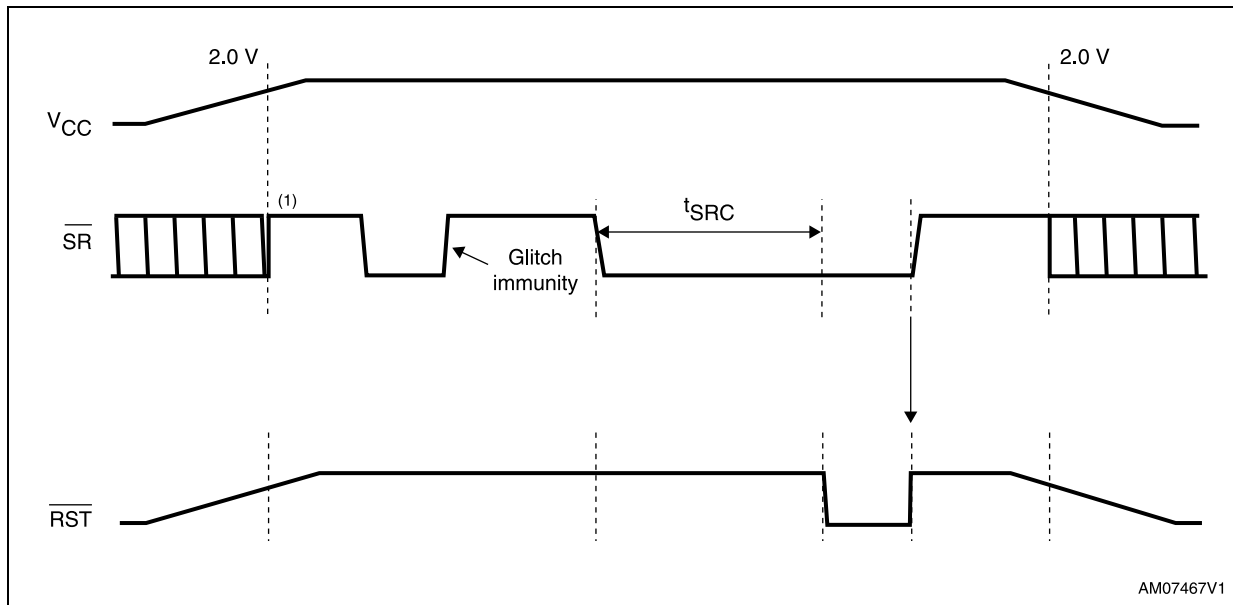 2.0 V
2.0 V
VCC
(1)
SR
tSRC
Glitch
immunity
RST
AM07467V1